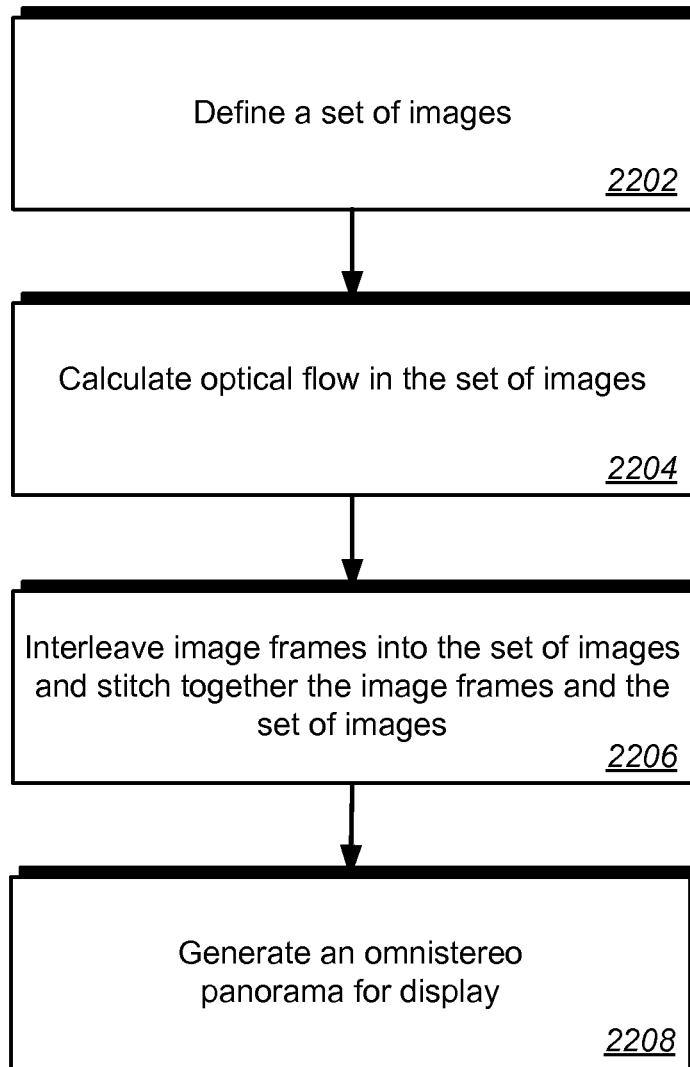 Define a set of images
2202
Calculate optical flow in the set of images
2204
Interleave image frames into the set of images
and stitch together the image frames and the
set of images
2206
Generate an omnistereo
panorama for display
2208